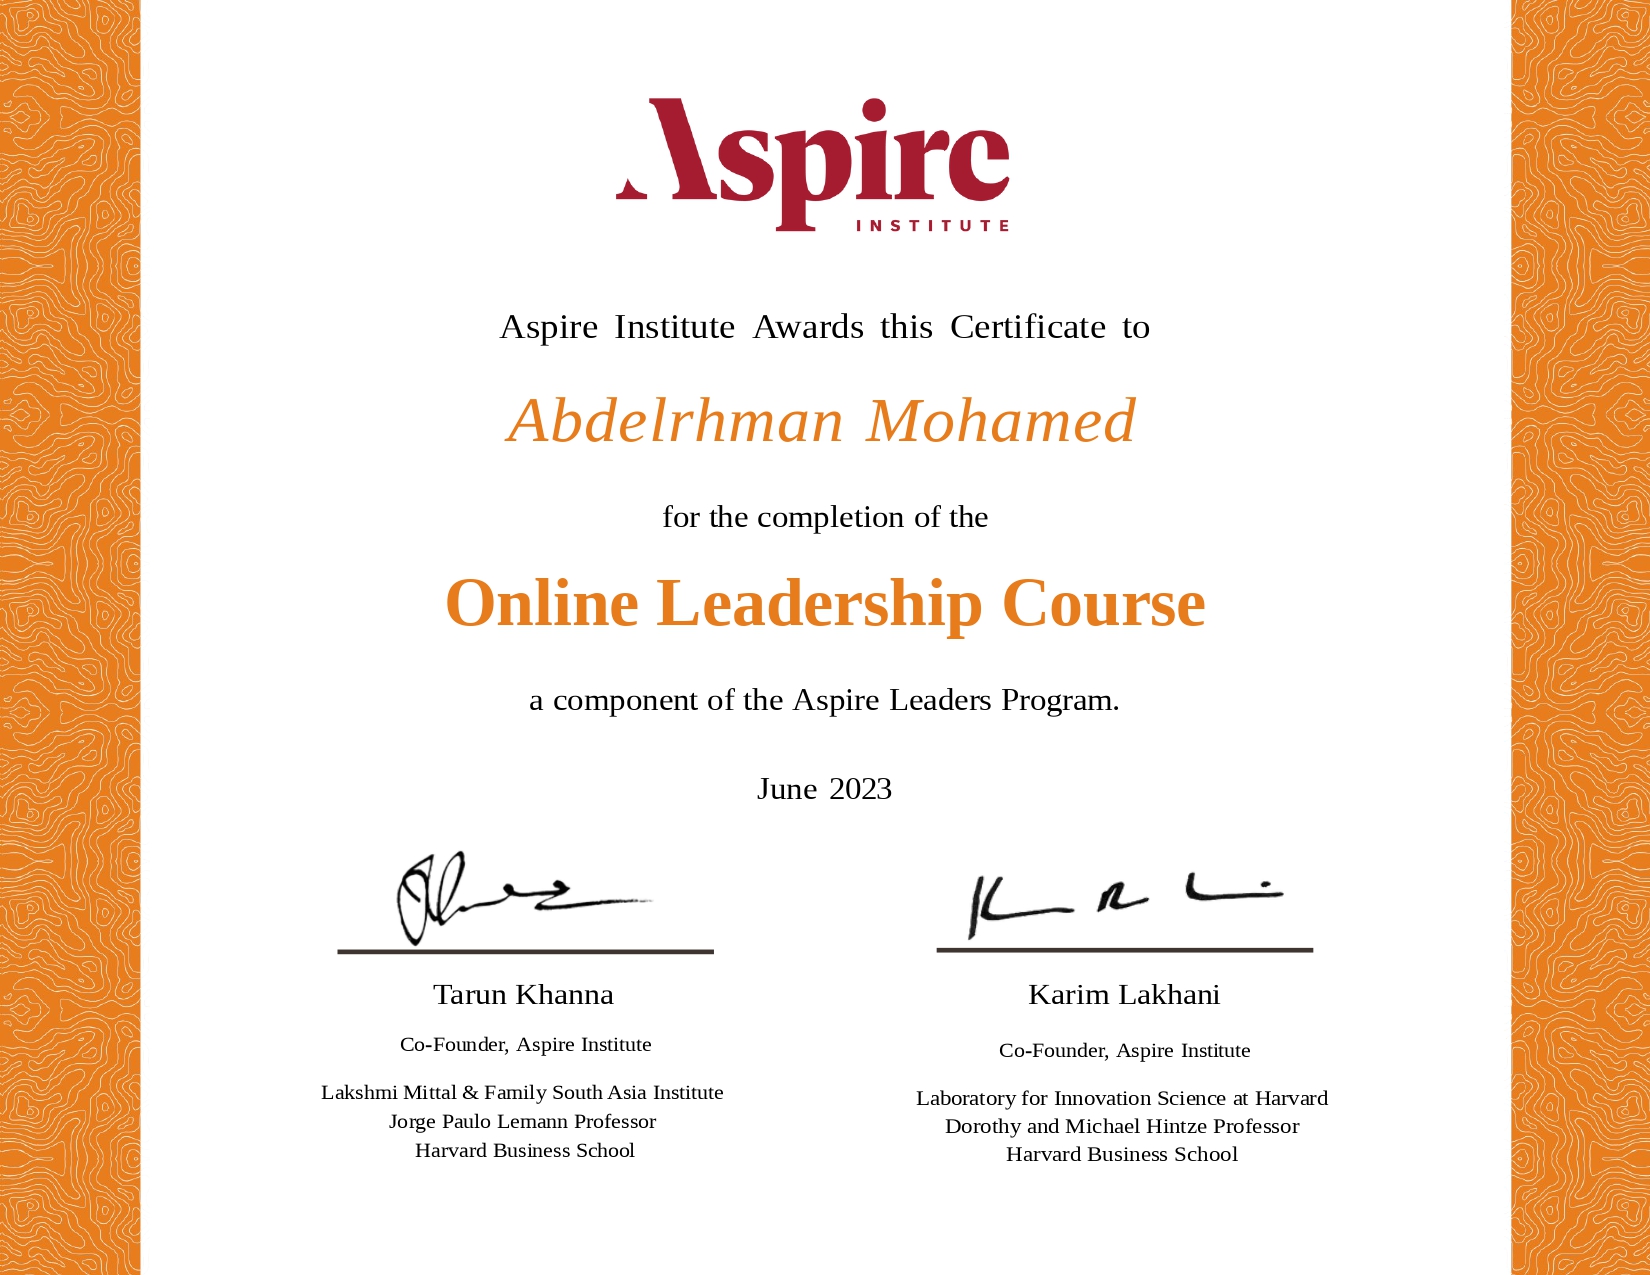 Aspire
INSTITUTE
Aspire Institute Awards this Certificate to
Abdelrhman Mohamed
for the completion of the
Online Leadership Course
a component of the Aspire Leaders Program.
June 2023
Tarun Khanna
Co-Founder, Aspire Institute
Lakshmi Mittal & Family South Asia Institute
Jorge Paulo Lemann Professor
Harvard Business School
Karim Lakhani
Co-Founder, Aspire Institute
Laboratory for Innovation Science at Harvard
Dorothy and Michael Hintze Professor
Harvard Business School